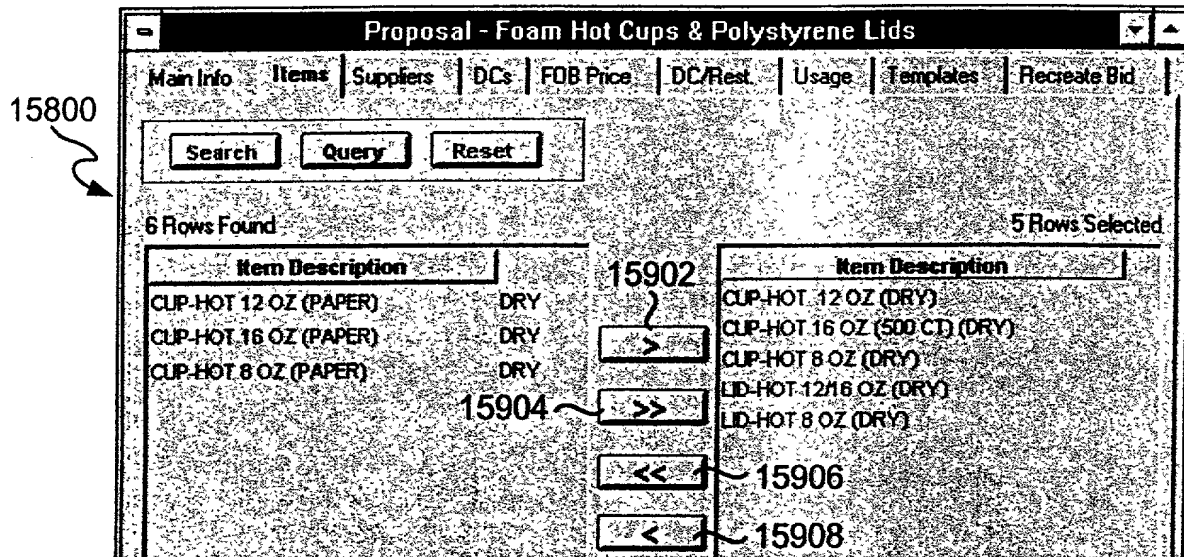 Proposal - Foam Hot Cups & Polystyrene Lids
Main Info Items Suppliers DCs FOB Price DC/Rest. Usage Templates Recreate Bid
15800
Search Query Reset
6 Rows Found 5 Rows Selected
Item Description Item Description
15902
CUP-HOT 12 OZ (PAPER) DRY CUP-HOT 12 OZ (DRY)
CUP-HOT 16 OZ (PAPER) DRY > CUP-HOT 16 OZ (500 CT) (DRY)
CUP-HOT 8 OZ (PAPER) DRY CUP-HOT 8 OZ (DRY)
LID-HOT 12/16 OZ (DRY)
15904 >> LID-HOT 8 OZ (DRY)
<< 15906
< 15908